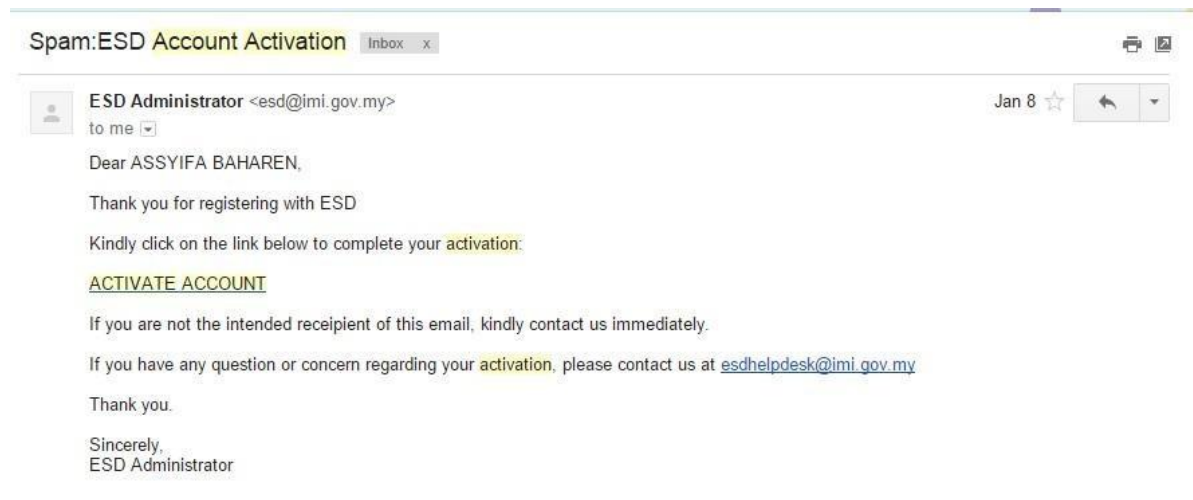 Spam:ESD Account Activation Inbox x
ESD Administrator <esd@imi.gov.my> Jan 8
to me
Dear ASSYIFA BAHAREN,
Thank you for registering with ESD
Kindly click on the link below to complete your activation:
ACTIVATE ACCOUNT
If you are not the intended receipient of this email, kindly contact us immediately.
If you have any question or concern regarding your activation, please contact us at esdhelpdesk@imi.gov.my
Thank you.
Sincerely,
ESD Administrator